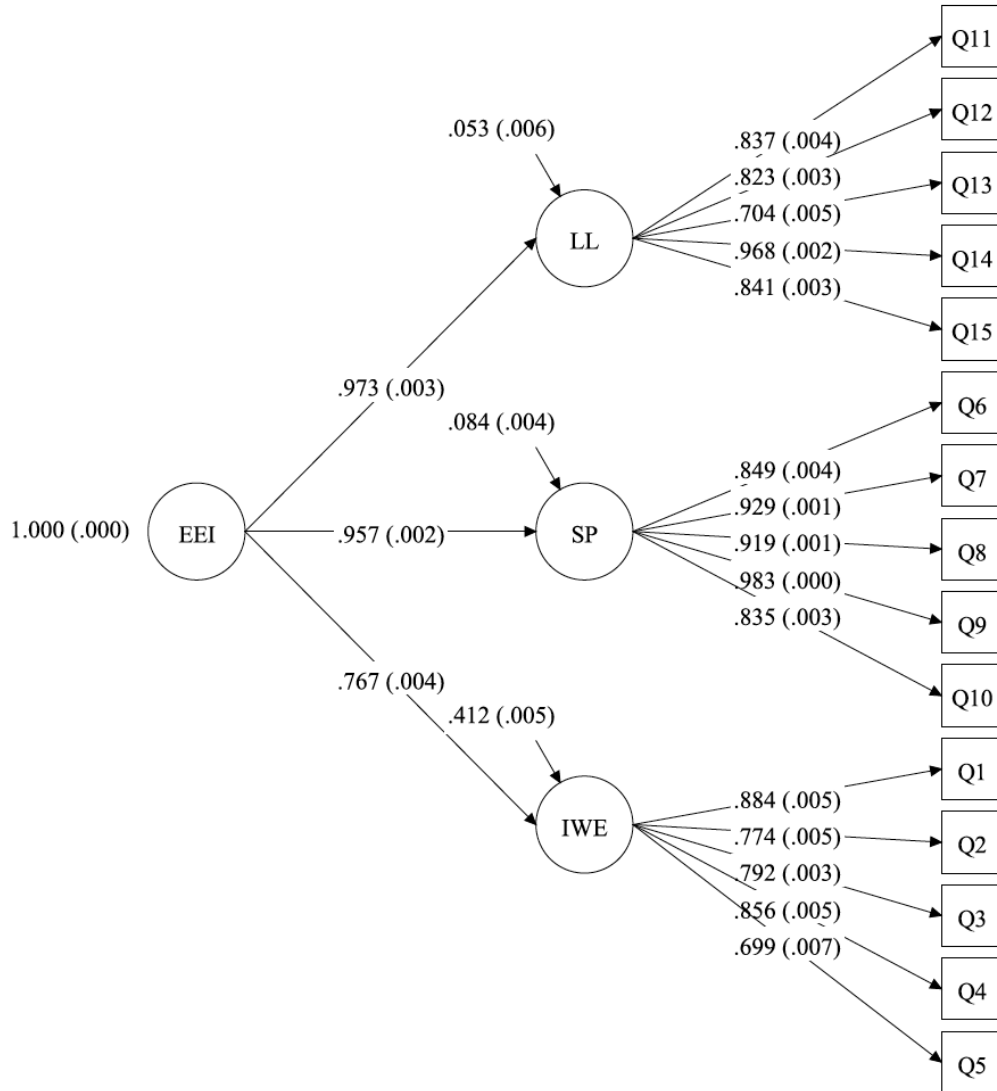 Q11
Q12
.053 (.006)
.837 (.004)
.823 (.003)
Q13
.704 (.005)
LL
.968 (.002)
Q14
.841 (.003)
Q15
.973 (.003)
Q6
.084 (.004)
.849 (.004)
Q7
.929 (.001)
1.000 (.000)
EEI
.957 (.002)
SP
.919 (.001)
Q8
.983 (.000)
.835 (.003)
Q9
.767 (.004)
Q10
.412 (.005)
Q1
.884 (.005)
IWE
.774 (.005)
Q2
.792 (.003)
.856 (.005)
Q3
.699 (.007)
Q4
Q5